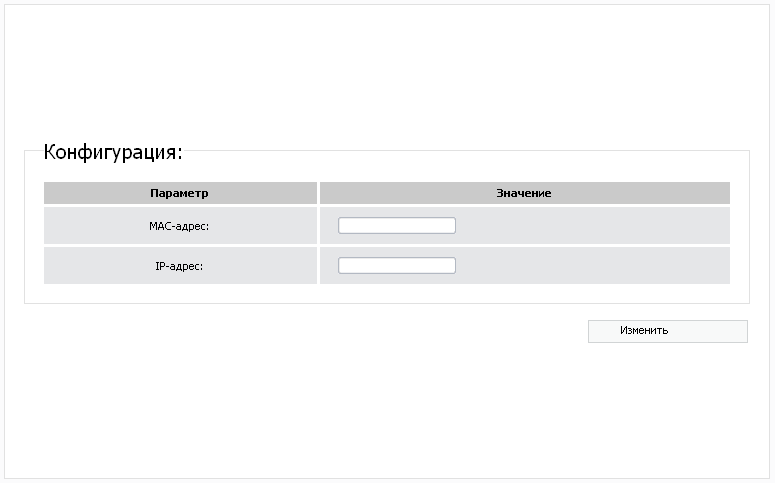 Конфигурация:
Параметр Значение
MAC-адрес:
IP-адрес:
Изменить